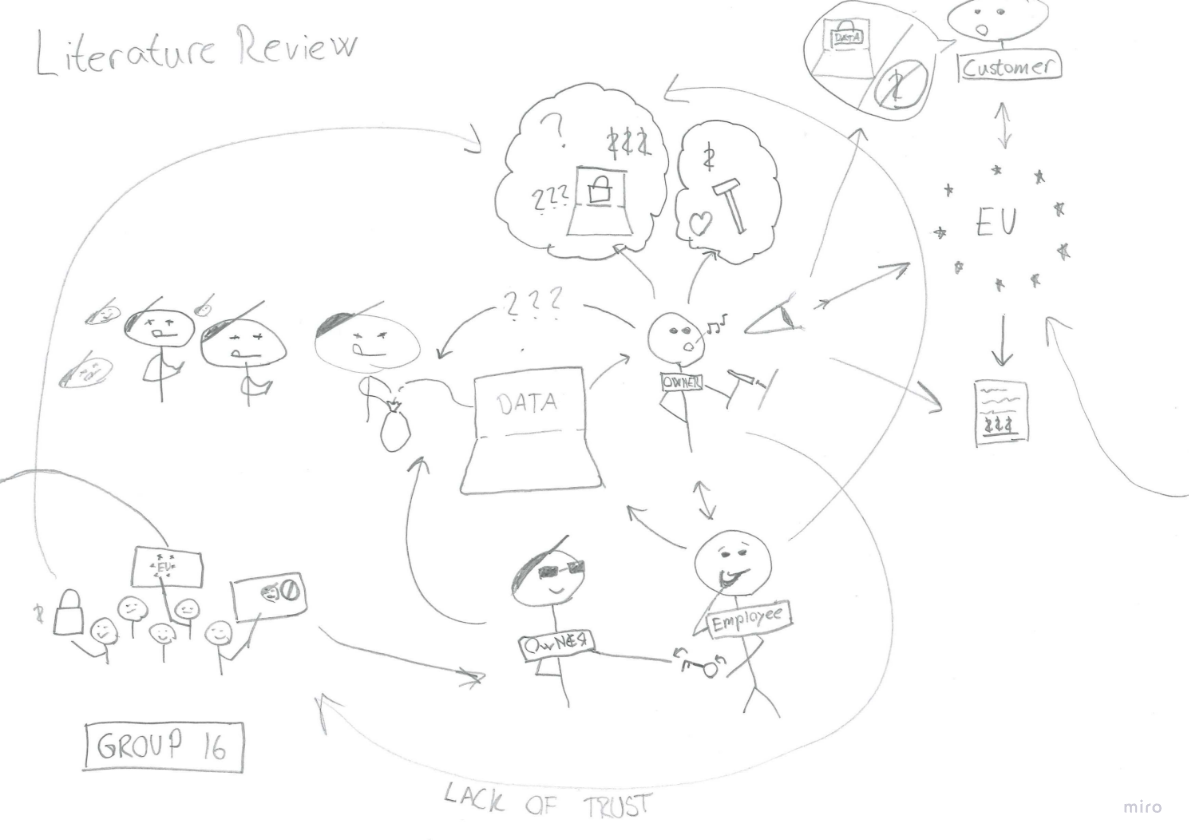 Literature Review
DATA
Customer
?
$$$
$
???
EU
???
OWNER
DATA
$$$
EU
$
OWNER
Employee
GROUP 16
LACK OF TRUST
miro